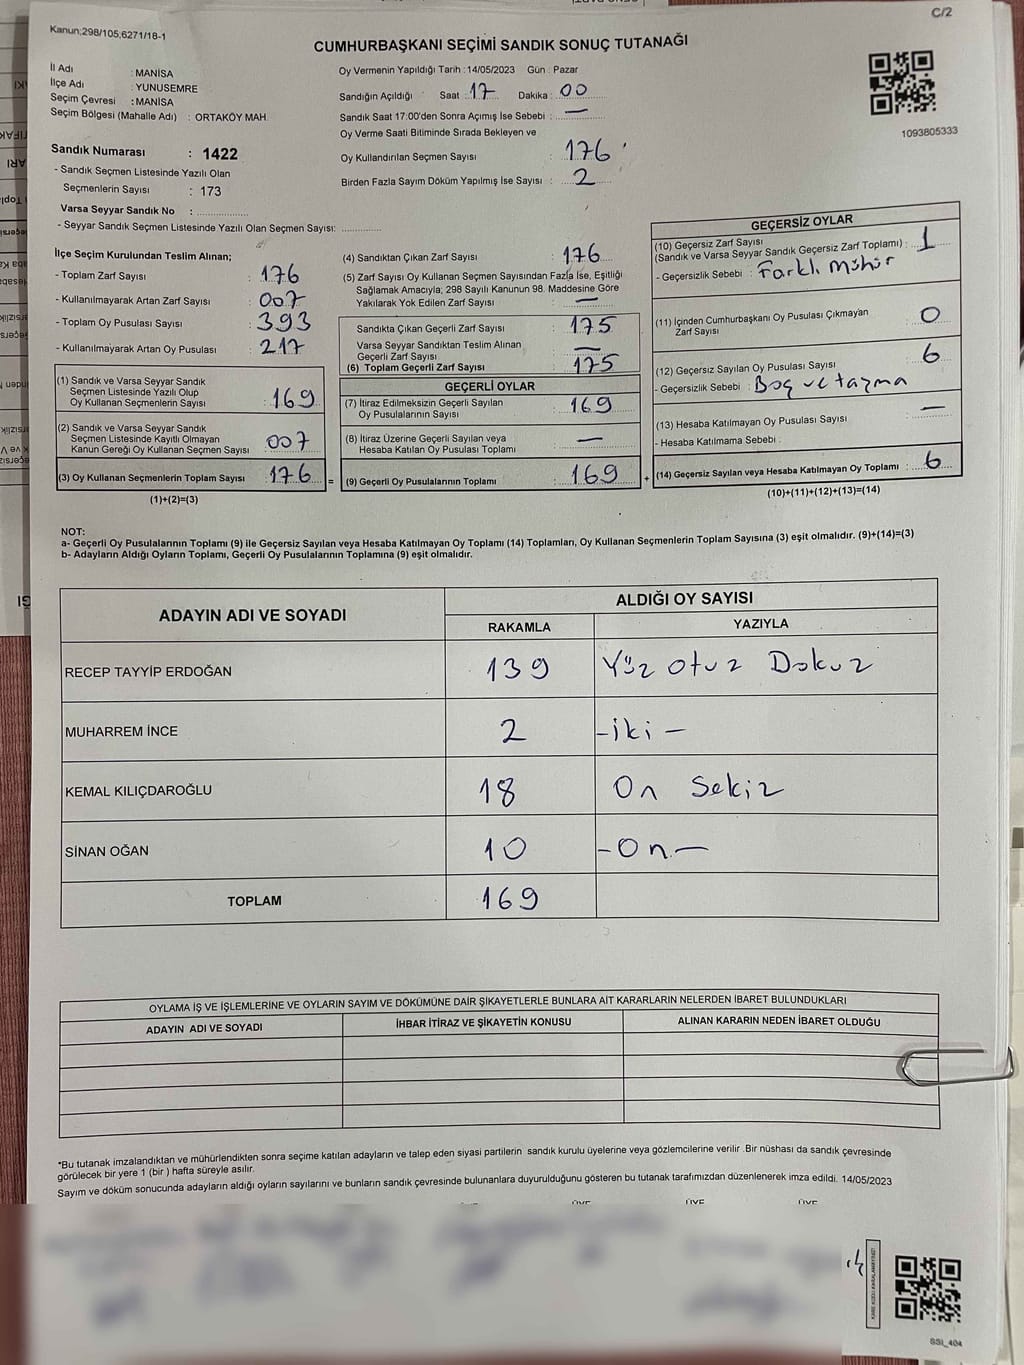 C/2
Kanun;298/105;6271/18-1
CUMHURBAŞKANI SEÇİMİ SANDIK SONUÇ TUTANAĞI
İl Adı : MANİSA
İlçe Adı : YUNUSEMRE
Seçim Çevresi : MANİSA
Seçim Bölgesi (Mahalle Adı) : ORTAKÖY MAH.
Sandık Numarası : 1422
- Sandık Seçmen Listesinde Yazılı Olan
Seçmenlerin Sayısı : 173
Varsa Seyyar Sandık No :
- Seyyar Sandık Seçmen Listesinde Yazılı Olan Seçmen Sayısı:
Oy Vermenin Yapıldığı Tarih : 14/05/2023 Gün : Pazar
Sandığın Açıldığı Saat 17 Dakika : 00
Sandık Saat 17:00'den Sonra Açımış İse Sebebi : —
Oy Verme Saati Bitiminde Sırada Bekleyen ve
Oy Kullandırılan Seçmen Sayısı : 176
Birden Fazla Sayım Döküm Yapılmış İse Sayısı : 2
1093805333
İlçe Seçim Kurulundan Teslim Alınan;
- Toplam Zarf Sayısı : 176
- Kullanılmayarak Artan Zarf Sayısı : 007
- Toplam Oy Pusulası Sayısı : 393
- Kullanılmayarak Artan Oy Pusulası : 217
(1) Sandık ve Varsa Seyyar Sandık
Seçmen Listesinde Yazılı Olup
Oy Kullanan Seçmenlerin Sayısı : 169
(2) Sandık ve Varsa Seyyar Sandık
Seçmen Listesinde Kayıtlı Olmayan
Kanun Gereği Oy Kullanan Seçmen Sayısı : 007
(3) Oy Kullanan Seçmenlerin Toplam Sayısı : 176 =
(1)+(2)=(3)
(4) Sandıktan Çıkan Zarf Sayısı : 176
(5) Zarf Sayısı Oy Kullanan Seçmen Sayısından Fazla İse, Eşitliği
Sağlamak Amacıyla; 298 Sayılı Kanunun 98. Maddesine Göre
Yakılarak Yok Edilen Zarf Sayısı : —
Sandıkta Çıkan Geçerli Zarf Sayısı : 175
Varsa Seyyar Sandıktan Teslim Alınan
Geçerli Zarf Sayısı : —
(6) Toplam Geçerli Zarf Sayısı : 175
GEÇERLİ OYLAR
(7) İtiraz Edilmeksizin Geçerli Sayılan
Oy Pusulalarının Sayısı : 169
(8) İtiraz Üzerine Geçerli Sayılan veya
Hesaba Katılan Oy Pusulası Toplamı : —
(9) Geçerli Oy Pusulalarının Toplamı : 169 +
GEÇERSİZ OYLAR
(10) Geçersiz Zarf Sayısı
(Sandık ve Varsa Seyyar Sandık Geçersiz Zarf Toplamı) : 1
- Geçersizlik Sebebi : Farklı Mühür
(11) İçinden Cumhurbaşkanı Oy Pusulası Çıkmayan
Zarf Sayısı : 0
(12) Geçersiz Sayılan Oy Pusulası Sayısı : 6
- Geçersizlik Sebebi : Boş ve taşma
(13) Hesaba Katılmayan Oy Pusulası Sayısı : —
- Hesaba Katılmama Sebebi :
(14) Geçersiz Sayılan veya Hesaba Katılmayan Oy Toplamı : 6
(10)+(11)+(12)+(13)=(14)
NOT:
a- Geçerli Oy Pusulalarının Toplamı (9) ile Geçersiz Sayılan veya Hesaba Katılmayan Oy Toplamı (14) Toplamları, Oy Kullanan Seçmenlerin Toplam Sayısına (3) eşit olmalıdır. (9)+(14)=(3)
b- Adayların Aldığı Oyların Toplamı, Geçerli Oy Pusulalarının Toplamına (9) eşit olmalıdır.
ADAYIN ADI VE SOYADI ALDIĞI OY SAYISI
RAKAMLA YAZIYLA
RECEP TAYYİP ERDOĞAN 139 Yüz otuz Dokuz
MUHARREM İNCE 2 - iki -
KEMAL KILIÇDAROĞLU 18 On Sekiz
SİNAN OĞAN 10 - On -
TOPLAM 169
OYLAMA İŞ VE İŞLEMLERİNE VE OYLARIN SAYIM VE DÖKÜMÜNE DAİR ŞİKAYETLERLE BUNLARA AİT KARARLARIN NELERDEN İBARET BULUNDUKLARI
ADAYIN ADI VE SOYADI İHBAR İTİRAZ VE ŞİKAYETİN KONUSU ALINAN KARARIN NEDEN İBARET OLDUĞU
*Bu tutanak imzalandıktan ve mühürlendikten sonra seçime katılan adayların ve talep eden siyasi partilerin sandık kurulu üyelerine veya gözlemcilerine verilir .Bir nüshası da sandık çevresinde
görülecek bir yere 1 (bir ) hafta süreyle asılır.
Sayım ve döküm sonucunda adayların aldığı oyların sayılarını ve bunların sandık çevresinde bulunanlara duyurulduğunu gösteren bu tutanak tarafımızdan düzenlenerek imza edildi. 14/05/2023
ÜYE ÜYE ÜYE
SSI_404